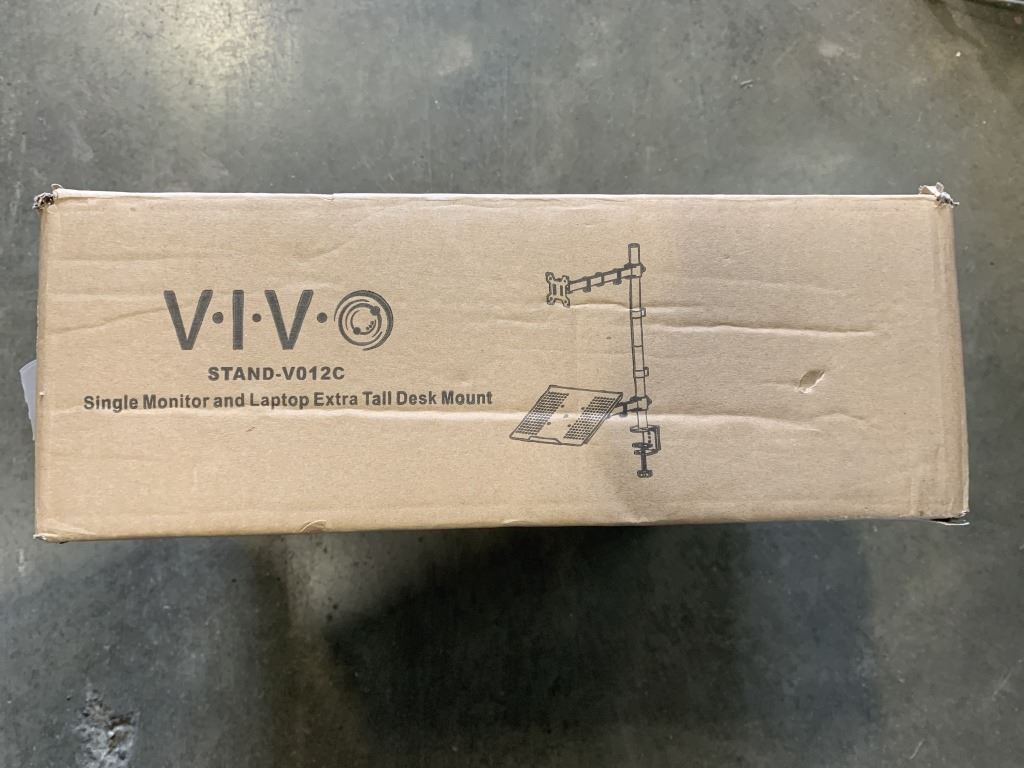 V·I·V·O
STAND-V012C
Single Monitor and Laptop Extra Tall Desk Mount